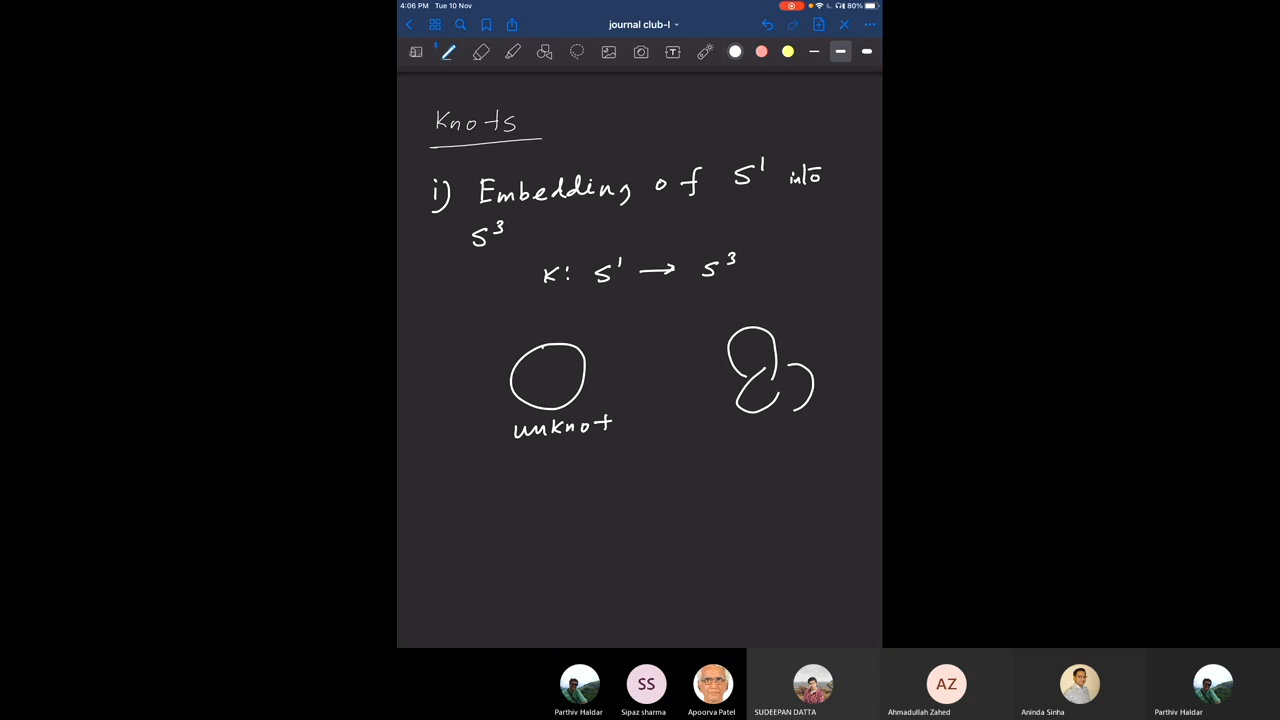 4:06 PM Tue 10 Nov
80%
journal club-I
Knots
i) Embedding of S¹ into
S³
K: S¹ → S³
unknot
SS
AZ
Parthiv Haldar
Sipaz sharma
Apoorva Patel
SUDEEPAN DATTA
Ahmadullah Zahed
Aninda Sinha
Parthiv Haldar